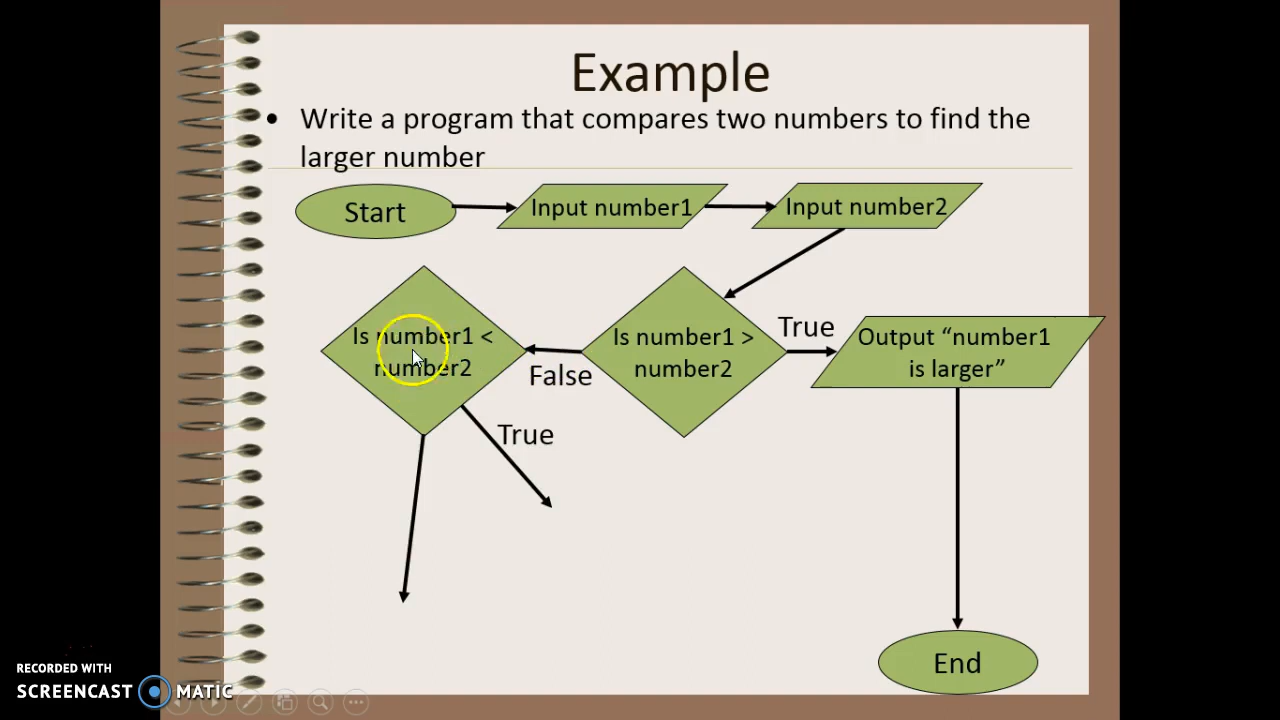 Example
• Write a program that compares two numbers to find the
larger number
Start
Input number1
Input number2
Is number1 <
number2
False
Is number1 >
number2
True
Output “number1
is larger”
True
End
RECORDED WITH
SCREENCAST MATIC